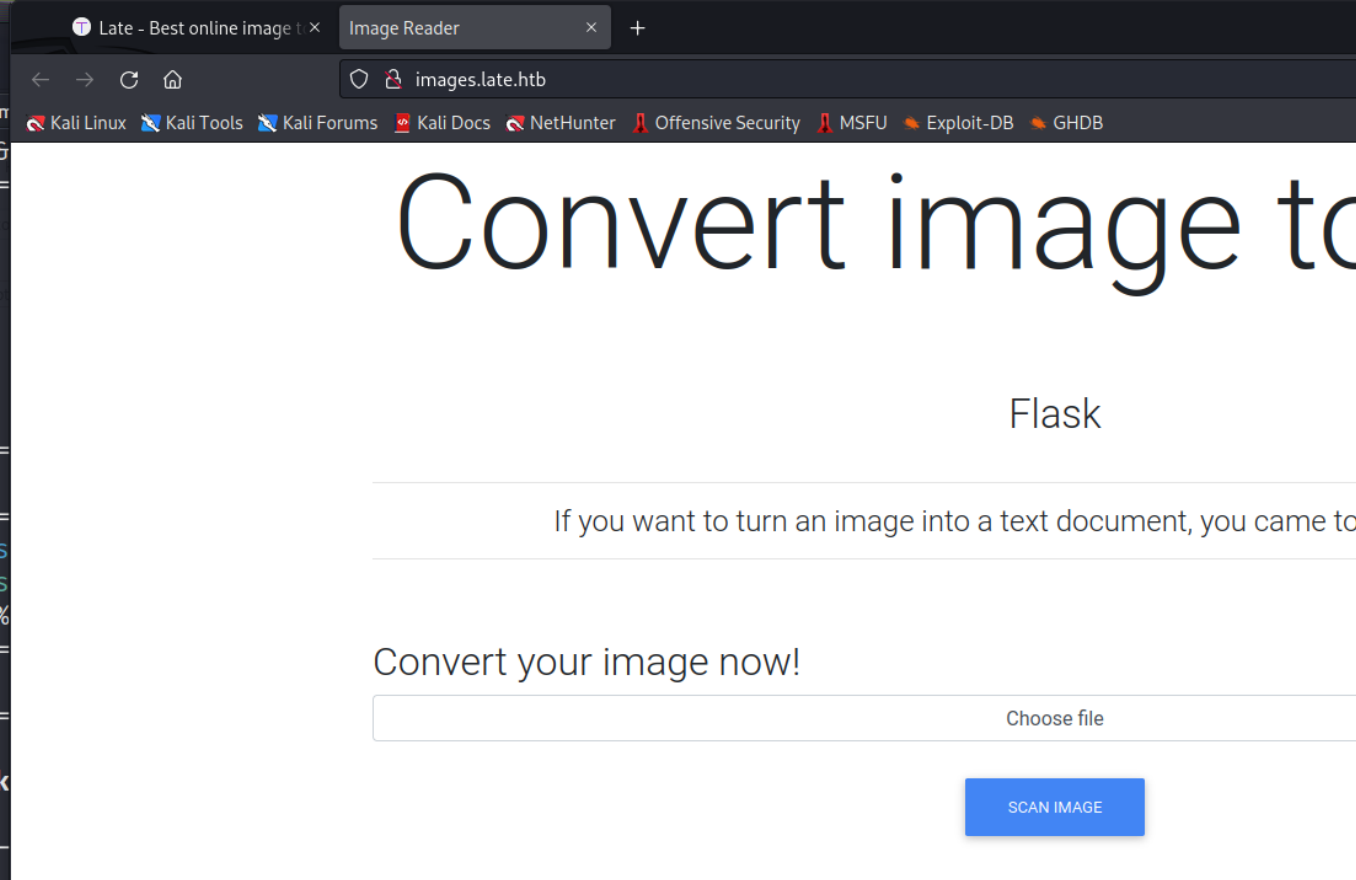 Late - Best online image to
Image Reader
images.late.htb
Kali Linux Kali Tools Kali Forums Kali Docs NetHunter Offensive Security MSFU Exploit-DB GHDB
Convert image to
Flask
If you want to turn an image into a text document, you came to
Convert your image now!
Choose file
SCAN IMAGE